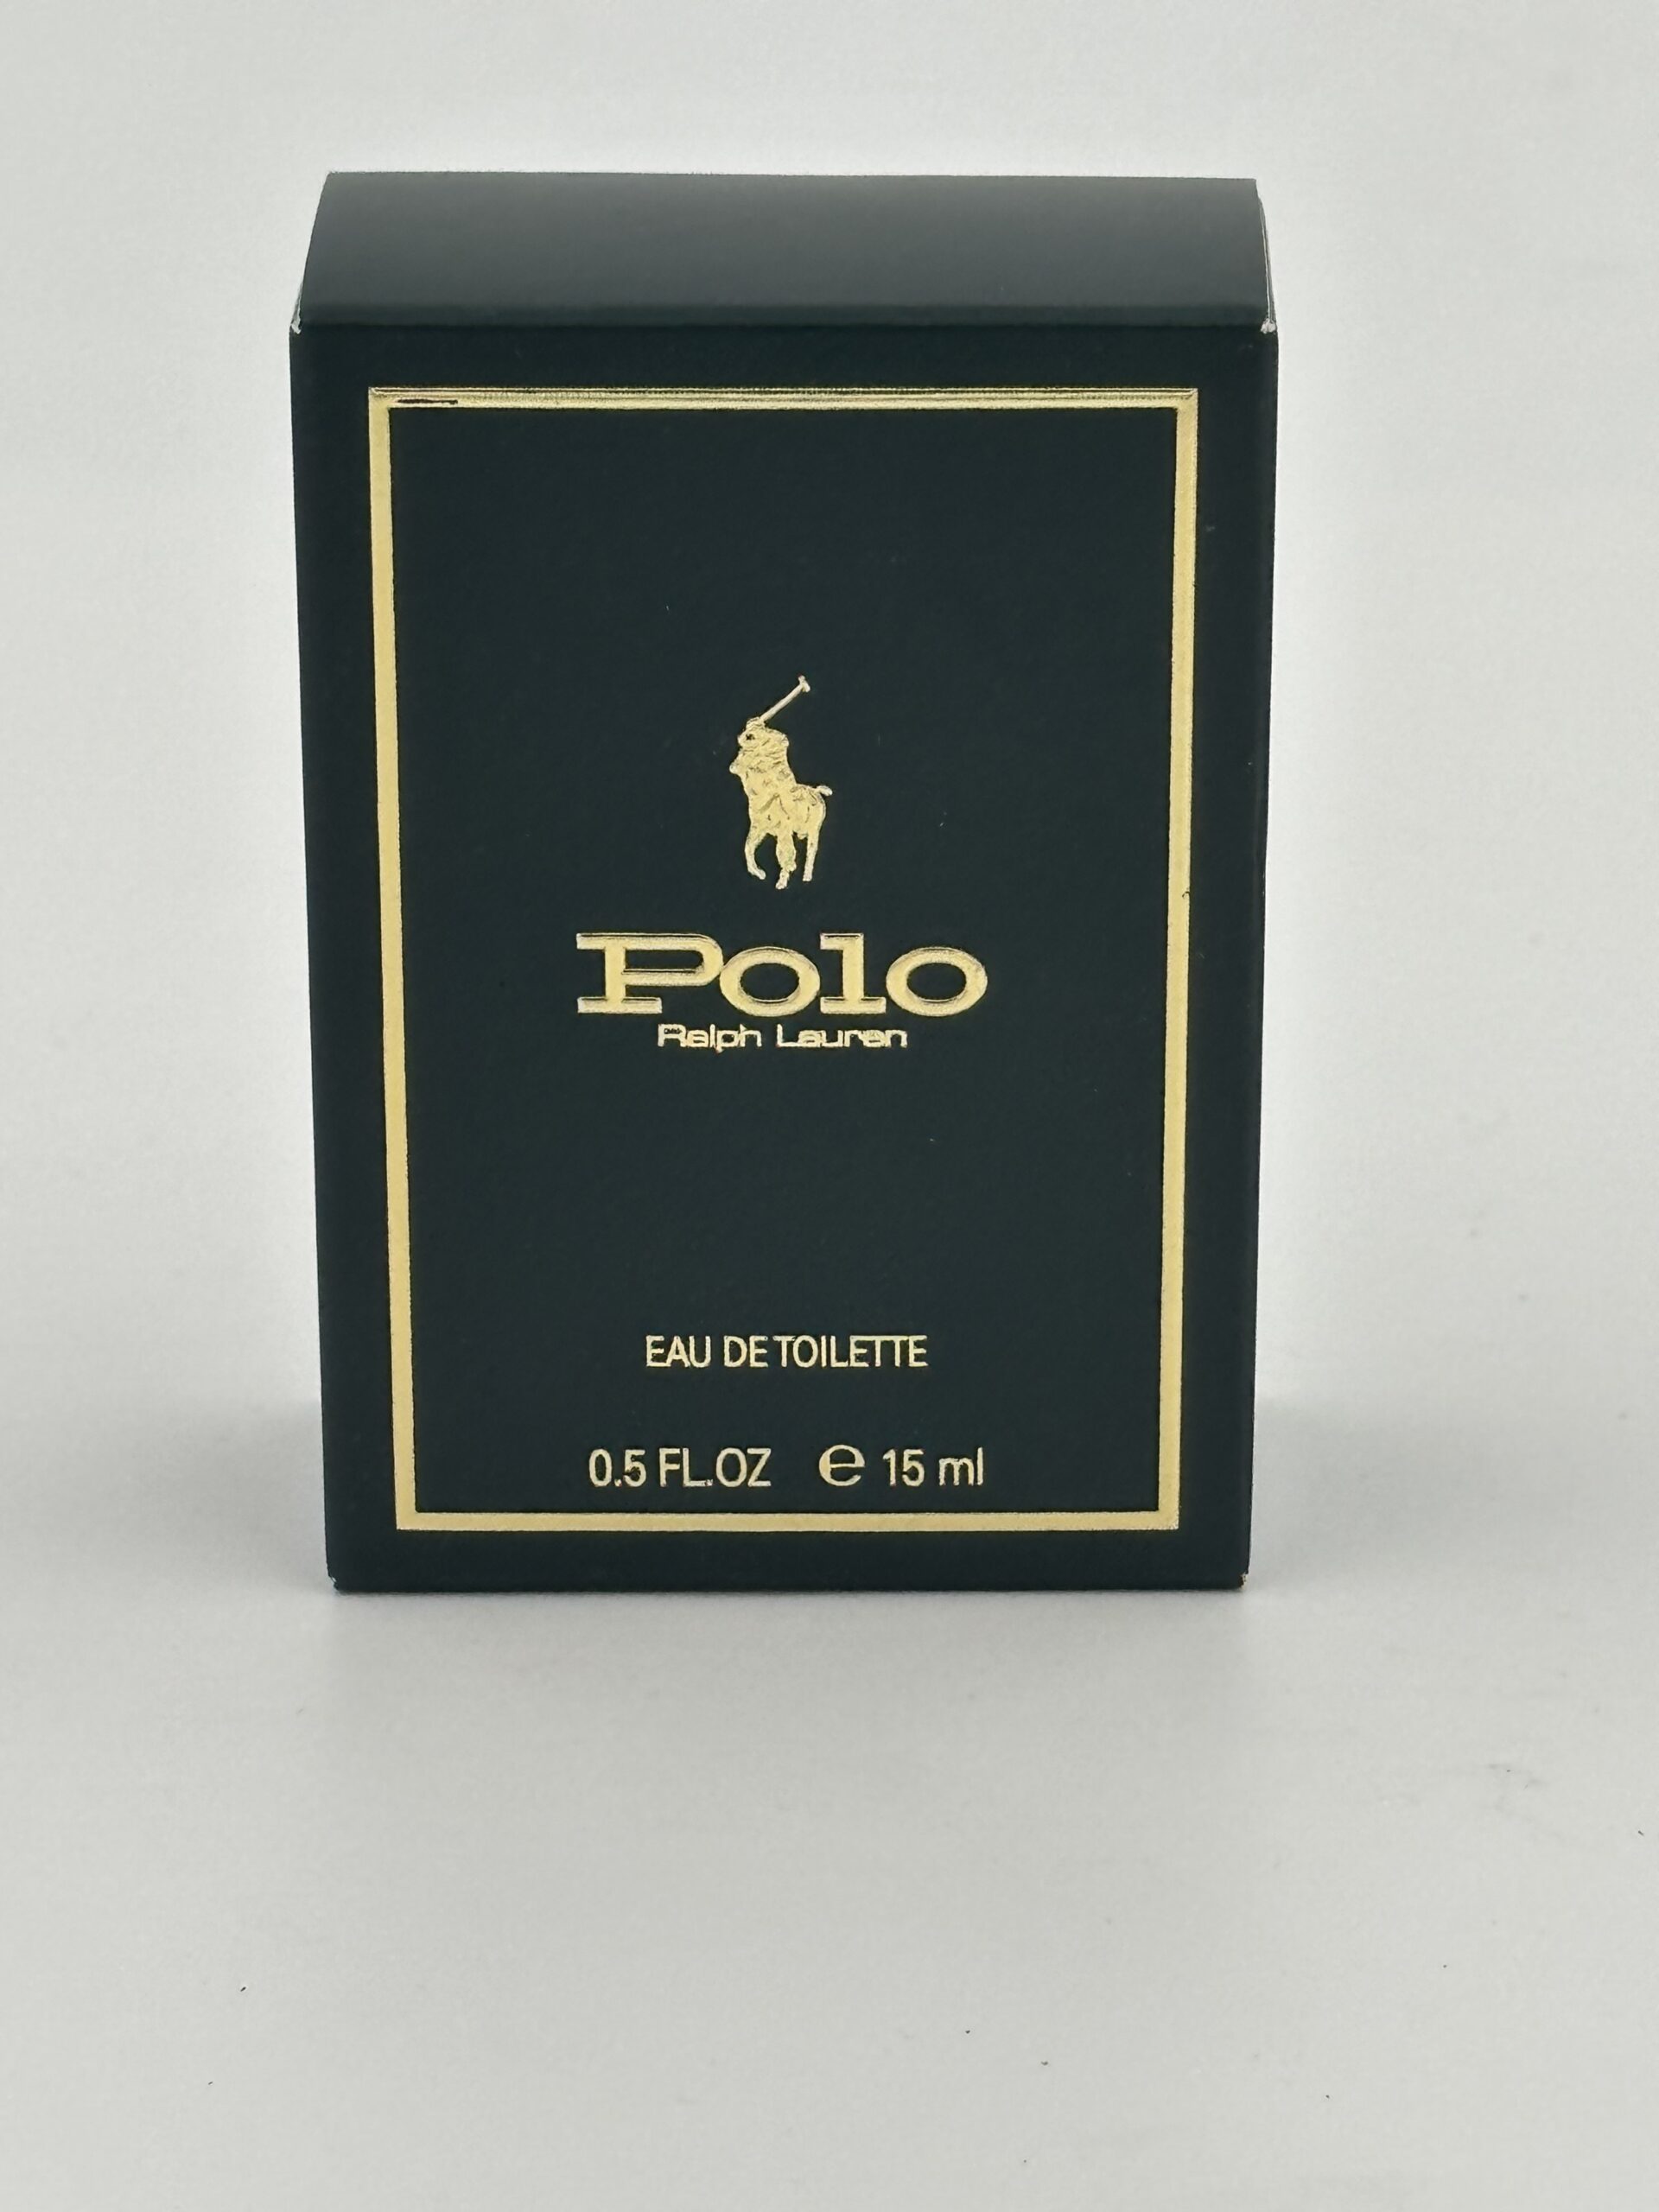 Polo
Ralph Lauren
EAU DE TOILETTE
0.5 FL.OZ ℮ 15 ml